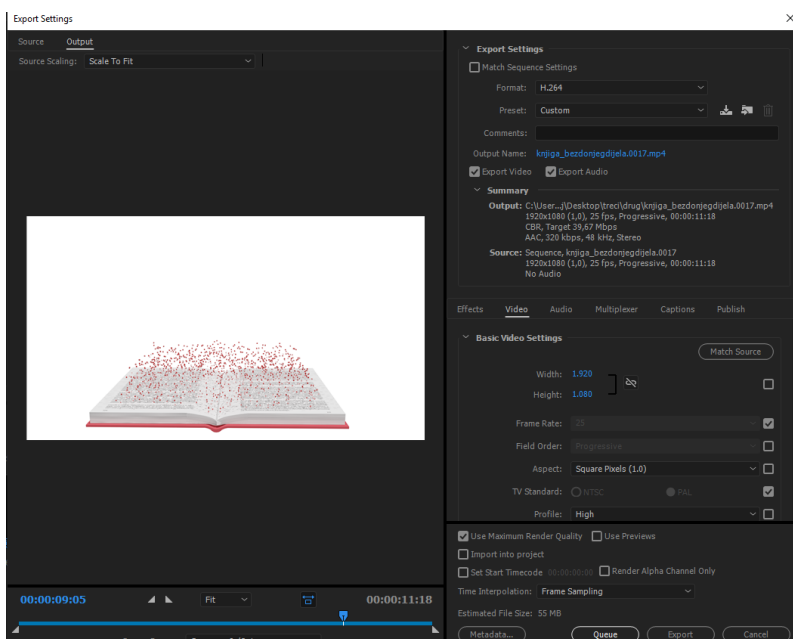 Export Settings
Source Output
Source Scaling: Scale To Fit
00:00:09:05 Fit 00:00:11:18
Export Settings
Match Sequence Settings
Format: H.264
Preset: Custom
Comments:
Output Name: knjiga_bezdonjegdijela.0017.mp4
Export Video Export Audio
Summary
Output: C:\User...j\Desktop\treci\drug\knjiga_bezdonjegdijela.0017.mp4
1920x1080 (1,0), 25 fps, Progressive, 00:00:11:18
CBR, Target 39,67 Mbps
AAC, 320 kbps, 48 kHz, Stereo
Source: Sequence, knjiga_bezdonjegdijela.0017
1920x1080 (1,0), 25 fps, Progressive, 00:00:11:18
No Audio
Effects Video Audio Multiplexer Captions Publish
Basic Video Settings
Match Source
Width: 1.920
Height: 1.080
Frame Rate: 25
Field Order: Progressive
Aspect: Square Pixels (1.0)
TV Standard: NTSC PAL
Profile: High
Use Maximum Render Quality Use Previews
Import into project
Set Start Timecode 00:00:00:00 Render Alpha Channel Only
Time Interpolation: Frame Sampling
Estimated File Size: 55 MB
Metadata... Queue Export Cancel